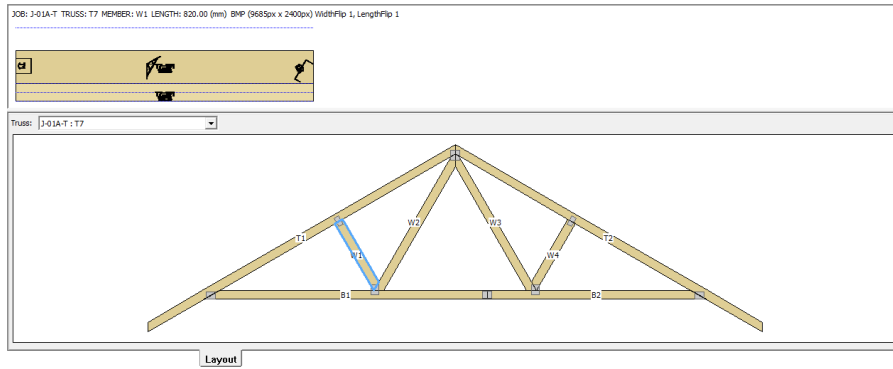 JOB: J-01A-T TRUSS: T7 MEMBER: W1 LENGTH: 820.00 (mm) BMP (9685px x 2400px) WidthFlip 1, LengthFlip 1
Truss: J-01A-T : T7
W2 W3
T1 T2
W1 W4
B1 B2
Layout